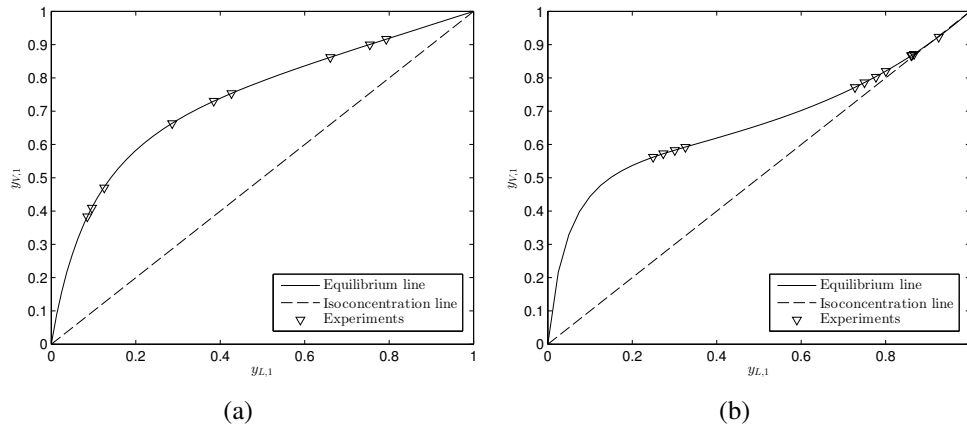 1
0.9
0.8
0.7
0.6
0.5
0.4
0.3
0.2
0.1
0
y_{V,1}
Equilibrium line
Isoconcentration line
Experiments
0 0.2 0.4 0.6 0.8 1
y_{L,1}
(a)
1
0.9
0.8
0.7
0.6
0.5
0.4
0.3
0.2
0.1
0
y_{V,1}
Equilibrium line
Isoconcentration line
Experiments
0 0.2 0.4 0.6 0.8
y_{L,1}
(b)